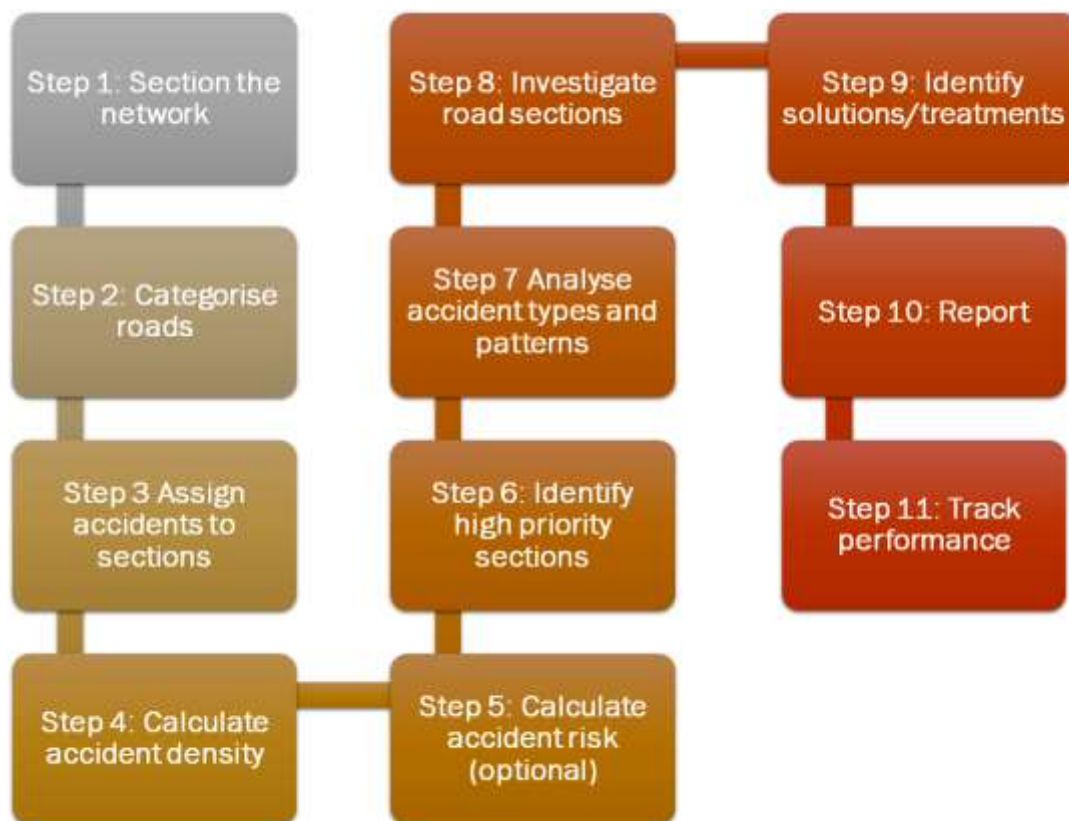 Step 1: Section the
network
Step 2: Categorise
roads
Step 3 Assign
accidents to
sections
Step 4: Calculate
accident density
Step 5: Calculate
accident risk
(optional)
Step 6: Identify
high priority
sections
Step 7 Analyse
accident types and
patterns
Step 8: Investigate
road sections
Step 9: Identify
solutions/treatments
Step 10: Report
Step 11: Track
performance